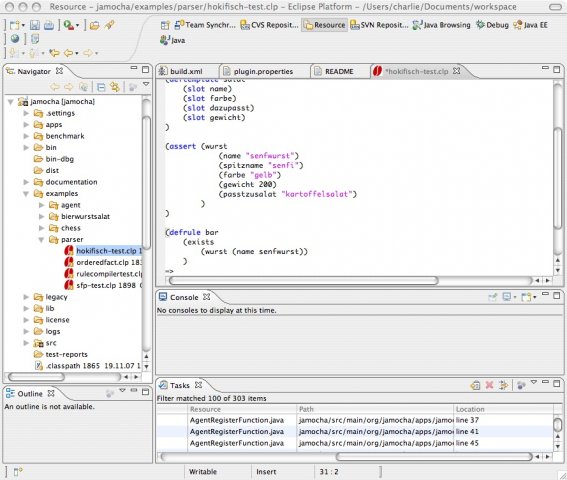 Resource – jamocha/examples/parser/hokifisch-test.clp – Eclipse Platform – /Users/charlie/Documents/workspace
Team Synchr... CVS Reposit... Resource SVN Reposit... Java Browsing Debug Java EE
Java
Navigator
build.xml plugin.properties README *hokifisch-test.clp
jamocha [jamocha]
.settings
apps
benchmark
bin
bin-dbg
dist
documentation
examples
agent
bierwurstsalat
chess
parser
hokifisch-test.clp 1
orderedfact.clp 183
rulecompilertest.clp
sfp-test.clp 1898 0
legacy
lib
license
logs
src
test-reports
.classpath 1865 19.11.07 1
(deftemplate salat
(slot name)
(slot farbe)
(slot dazupasst)
(slot gewicht)
)
(assert (wurst
(name "senfwurst")
(spitzname "senfi")
(farbe "gelb")
(gewicht 200)
(passtzusalat "kartoffelsalat")
)
)
(defrule bar
(exists
(wurst (name senfwurst))
)
=>
Console
No consoles to display at this time.
Outline
An outline is not available.
Tasks
Filter matched 100 of 303 items
Resource Path Location
AgentRegisterFunction.java jamocha/src/main/org/jamocha/apps/jamo line 37
AgentRegisterFunction.java jamocha/src/main/org/jamocha/apps/jamo line 41
AgentRegisterFunction.java jamocha/src/main/org/jamocha/apps/jamo line 45
Writable Insert 31 : 2